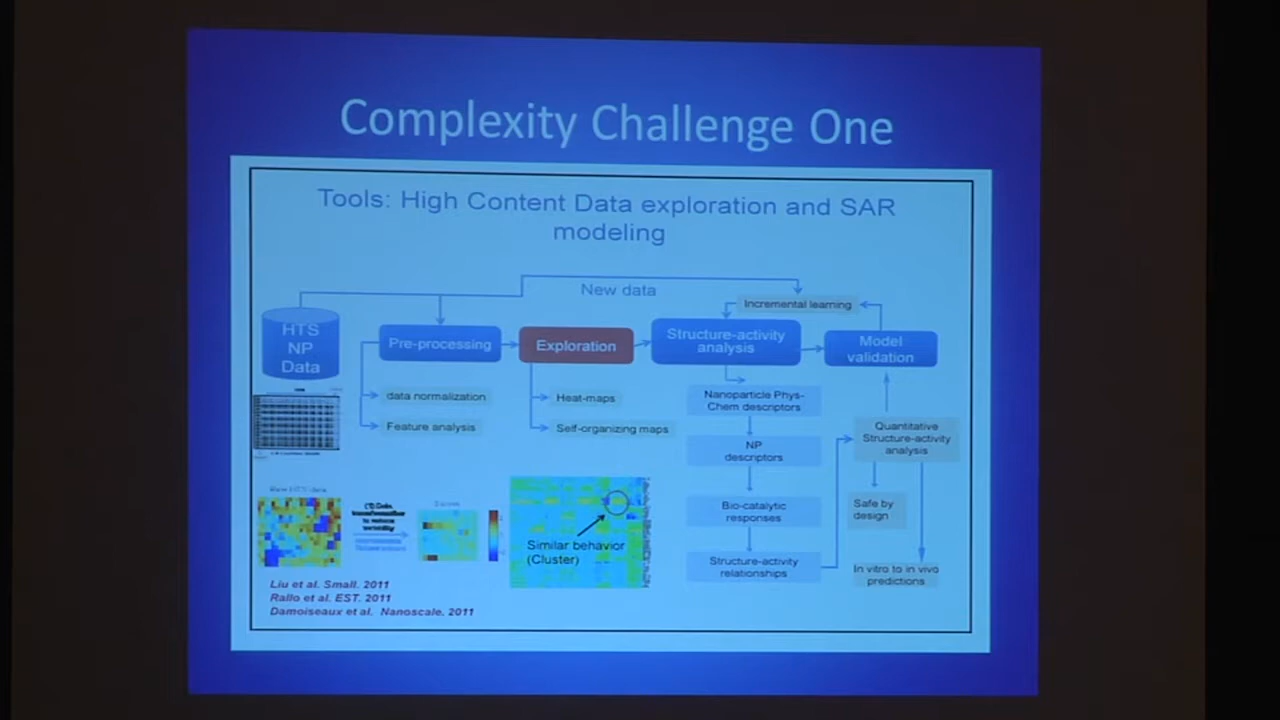 Complexity Challenge One
Tools: High Content Data exploration and SAR
modeling
New data
Incremental learning
HTS
NP
Data
Pre-processing
Exploration
Structure-activity
analysis
Model
validation
data normalization
Feature analysis
Heat-maps
Self-organizing maps
Nanoparticle Phys-
Chem descriptors
NP
descriptors
Bio-catalytic
responses
Structure-activity
relationships
Quantitative
Structure-activity
analysis
Safe by
design
In vitro to in vivo
predictions
Similar behavior
(Cluster)
Liu et al. Small. 2011
Rallo et al. EST. 2011
Damoiseaux et al. Nanoscale. 2011